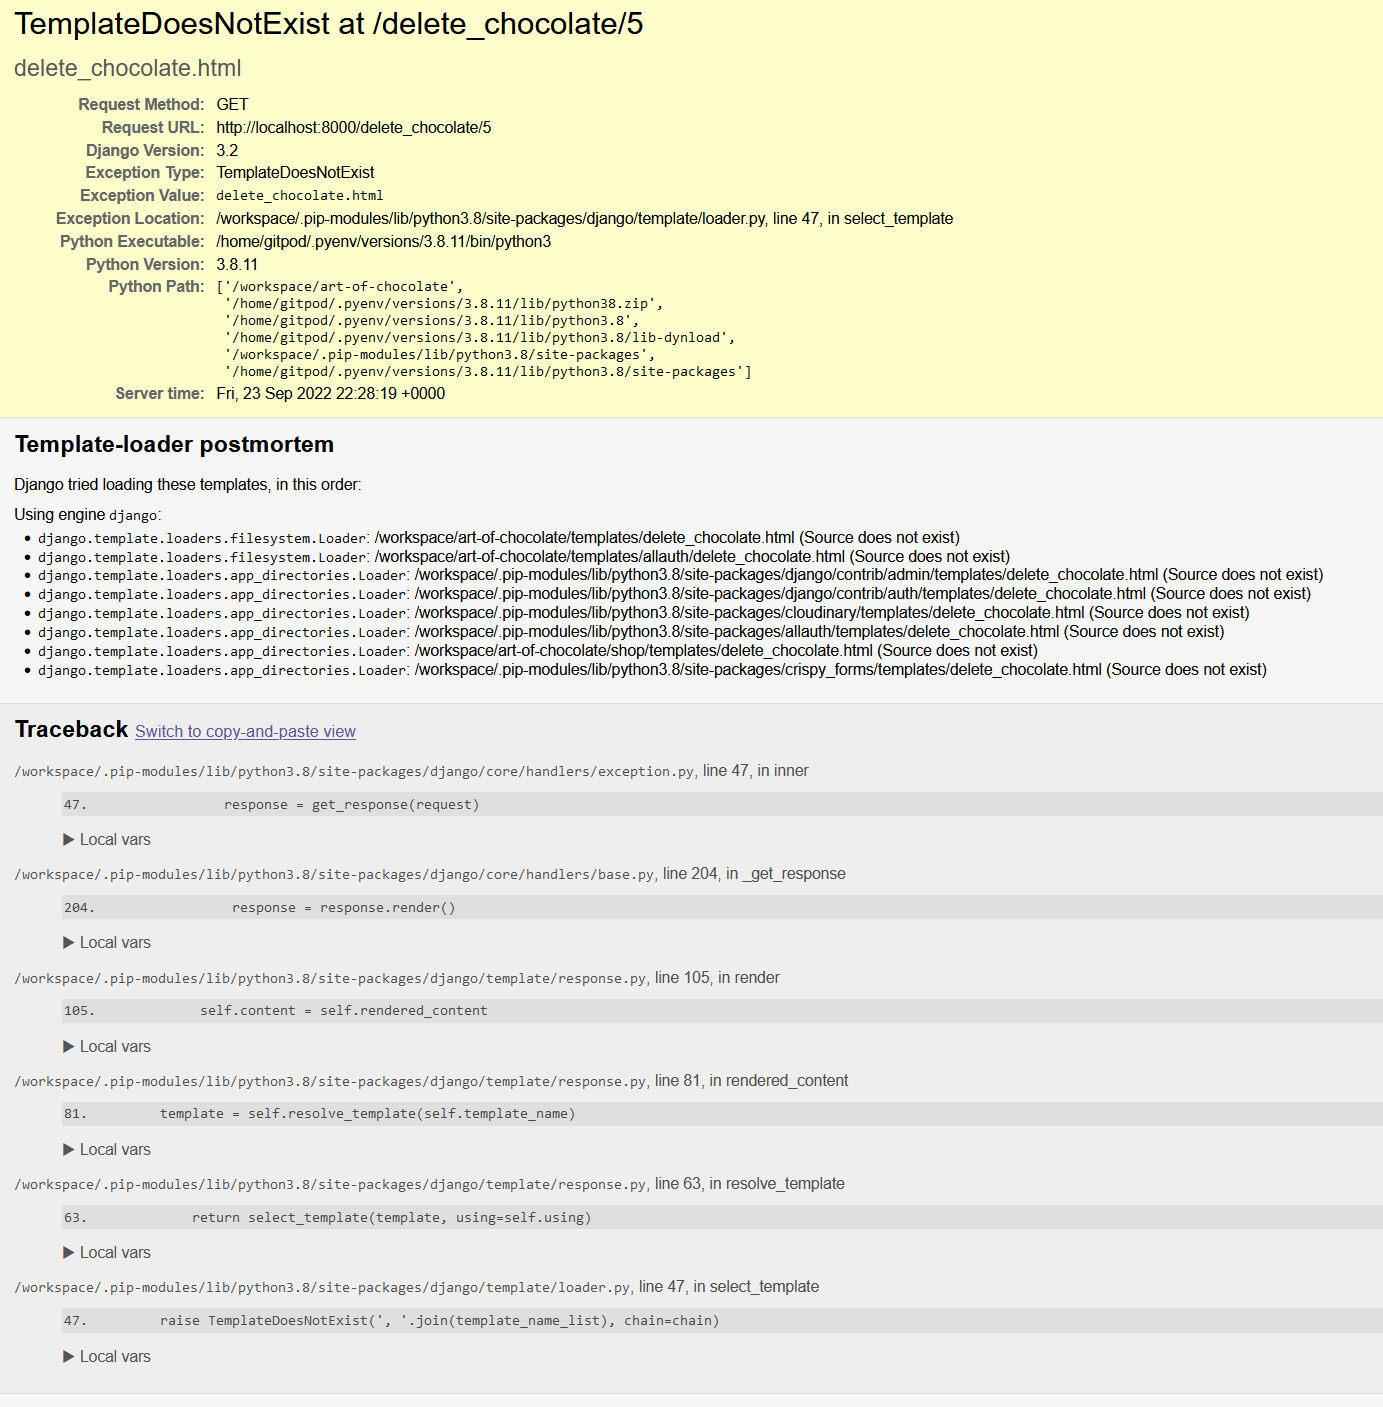 TemplateDoesNotExist at /delete_chocolate/5
delete_chocolate.html
Request Method: GET
Request URL: http://localhost:8000/delete_chocolate/5
Django Version: 3.2
Exception Type: TemplateDoesNotExist
Exception Value: delete_chocolate.html
Exception Location: /workspace/.pip-modules/lib/python3.8/site-packages/django/template/loader.py, line 47, in select_template
Python Executable: /home/gitpod/.pyenv/versions/3.8.11/bin/python3
Python Version: 3.8.11
Python Path: ['/workspace/art-of-chocolate',
'/home/gitpod/.pyenv/versions/3.8.11/lib/python38.zip',
'/home/gitpod/.pyenv/versions/3.8.11/lib/python3.8',
'/home/gitpod/.pyenv/versions/3.8.11/lib/python3.8/lib-dynload',
'/workspace/.pip-modules/lib/python3.8/site-packages',
'/home/gitpod/.pyenv/versions/3.8.11/lib/python3.8/site-packages']
Server time: Fri, 23 Sep 2022 22:28:19 +0000
Template-loader postmortem
Django tried loading these templates, in this order:
Using engine django:
• django.template.loaders.filesystem.Loader: /workspace/art-of-chocolate/templates/delete_chocolate.html (Source does not exist)
• django.template.loaders.filesystem.Loader: /workspace/art-of-chocolate/templates/allauth/delete_chocolate.html (Source does not exist)
• django.template.loaders.app_directories.Loader: /workspace/.pip-modules/lib/python3.8/site-packages/django/contrib/admin/templates/delete_chocolate.html (Source does not exist)
• django.template.loaders.app_directories.Loader: /workspace/.pip-modules/lib/python3.8/site-packages/django/contrib/auth/templates/delete_chocolate.html (Source does not exist)
• django.template.loaders.app_directories.Loader: /workspace/.pip-modules/lib/python3.8/site-packages/cloudinary/templates/delete_chocolate.html (Source does not exist)
• django.template.loaders.app_directories.Loader: /workspace/.pip-modules/lib/python3.8/site-packages/allauth/templates/delete_chocolate.html (Source does not exist)
• django.template.loaders.app_directories.Loader: /workspace/art-of-chocolate/shop/templates/delete_chocolate.html (Source does not exist)
• django.template.loaders.app_directories.Loader: /workspace/.pip-modules/lib/python3.8/site-packages/crispy_forms/templates/delete_chocolate.html (Source does not exist)
Traceback Switch to copy-and-paste view
/workspace/.pip-modules/lib/python3.8/site-packages/django/core/handlers/exception.py, line 47, in inner
47. response = get_response(request)
▶ Local vars
/workspace/.pip-modules/lib/python3.8/site-packages/django/core/handlers/base.py, line 204, in _get_response
204. response = response.render()
▶ Local vars
/workspace/.pip-modules/lib/python3.8/site-packages/django/template/response.py, line 105, in render
105. self.content = self.rendered_content
▶ Local vars
/workspace/.pip-modules/lib/python3.8/site-packages/django/template/response.py, line 81, in rendered_content
81. template = self.resolve_template(self.template_name)
▶ Local vars
/workspace/.pip-modules/lib/python3.8/site-packages/django/template/response.py, line 63, in resolve_template
63. return select_template(template, using=self.using)
▶ Local vars
/workspace/.pip-modules/lib/python3.8/site-packages/django/template/loader.py, line 47, in select_template
47. raise TemplateDoesNotExist(', '.join(template_name_list), chain=chain)
▶ Local vars